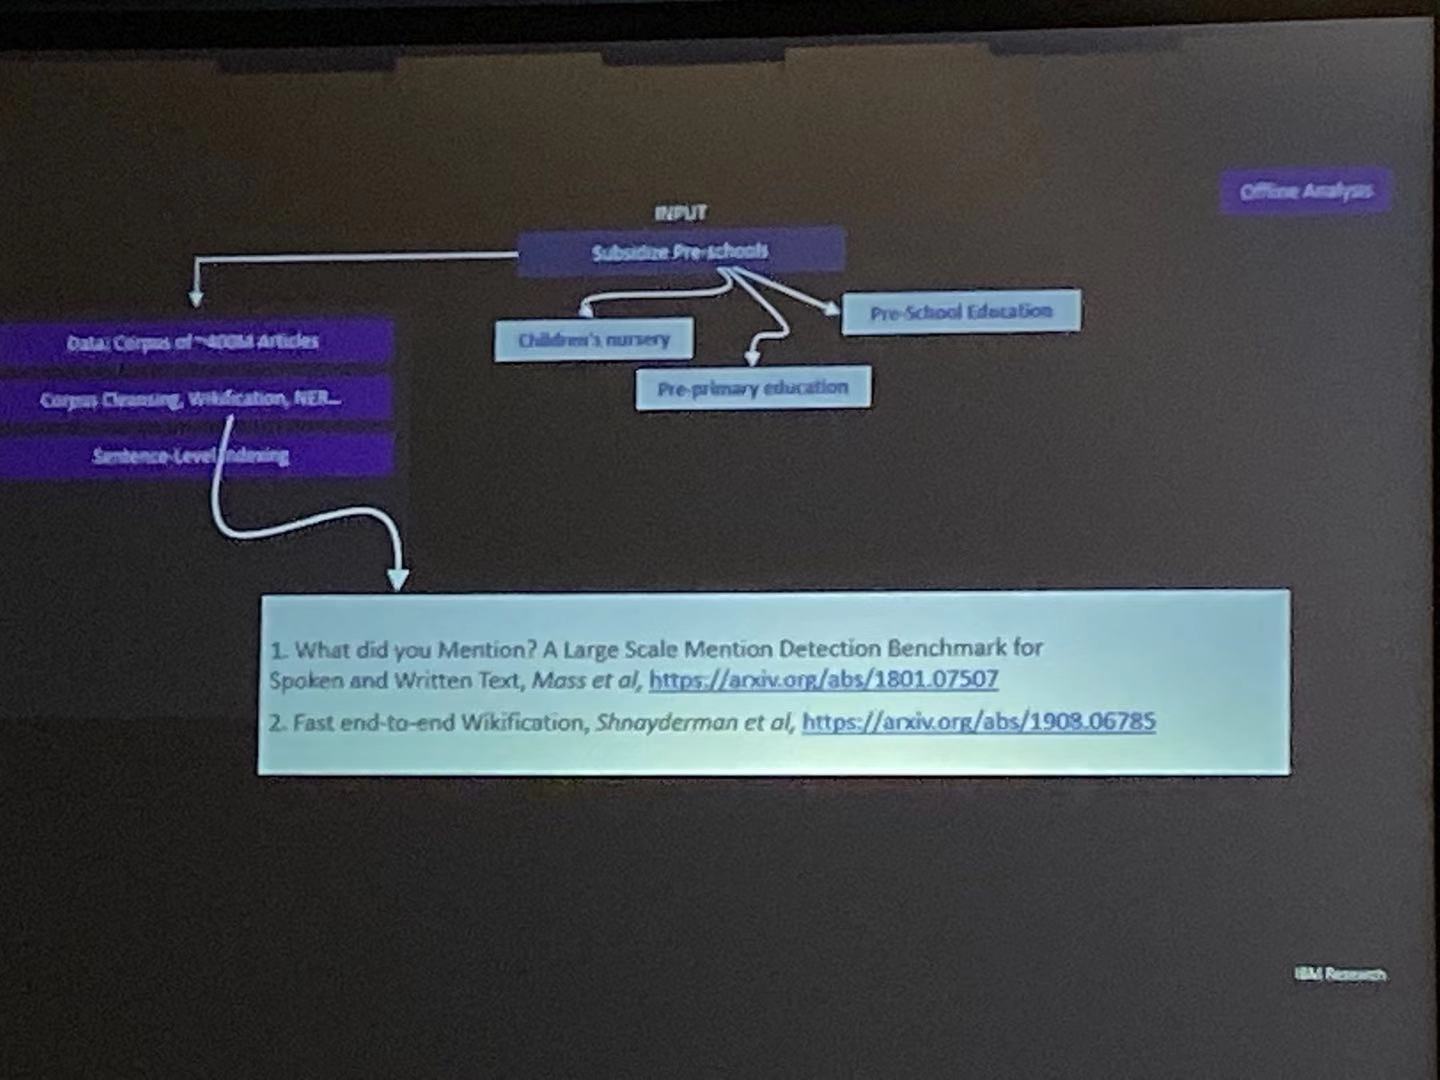 Offline Analysis
INPUT
Subsidize Pre-schools
Pre-School Education
Children's nursery
Pre-primary education
Data: Corpus of ~400M Articles
Corpus Cleansing, Wikification, NER...
Sentence-Level Indexing
1. What did you Mention? A Large Scale Mention Detection Benchmark for
Spoken and Written Text, Mass et al, https://arxiv.org/abs/1801.07507
2. Fast end-to-end Wikification, Shnayderman et al, https://arxiv.org/abs/1908.06785
IBM Research